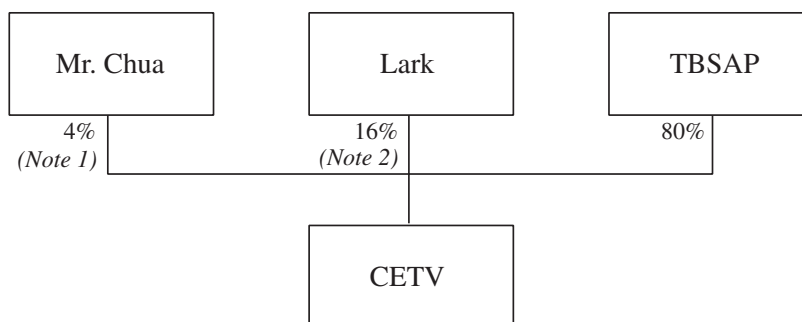 Mr. Chua
Lark
TBSAP
4%
(Note 1)
16%
(Note 2)
80%
CETV